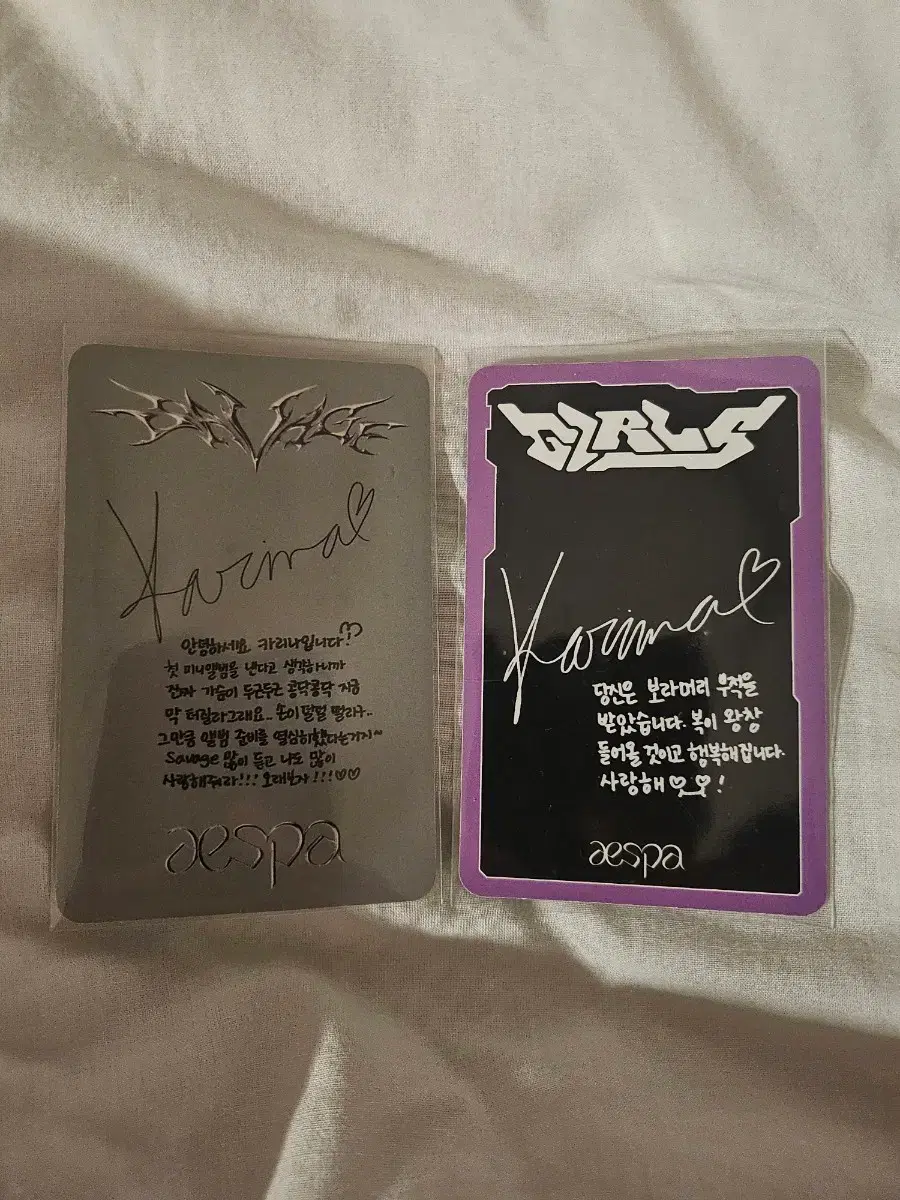 SAVAGE
Karina♡
안녕하세요 카리나입니다!♡
첫 미니앨범을 낸다고 생각하니까
진짜 가슴이 두근두근 콩닥콩닥 지금
막 터질라그래요.. 손이 덜덜 떨리구..
그만큼 앨범 준비를 열심히했다는거지~
Savage 많이 듣고 나도 많이
사랑해줘라!!! 오래보자!!!♡♡
aespa
GIRLS
Karina♡
당신은 보라머리 부적을
받았습니다. 복이 왕창
들어올 것이고 행복해집니다.
사랑해 ♡♡!
aespa